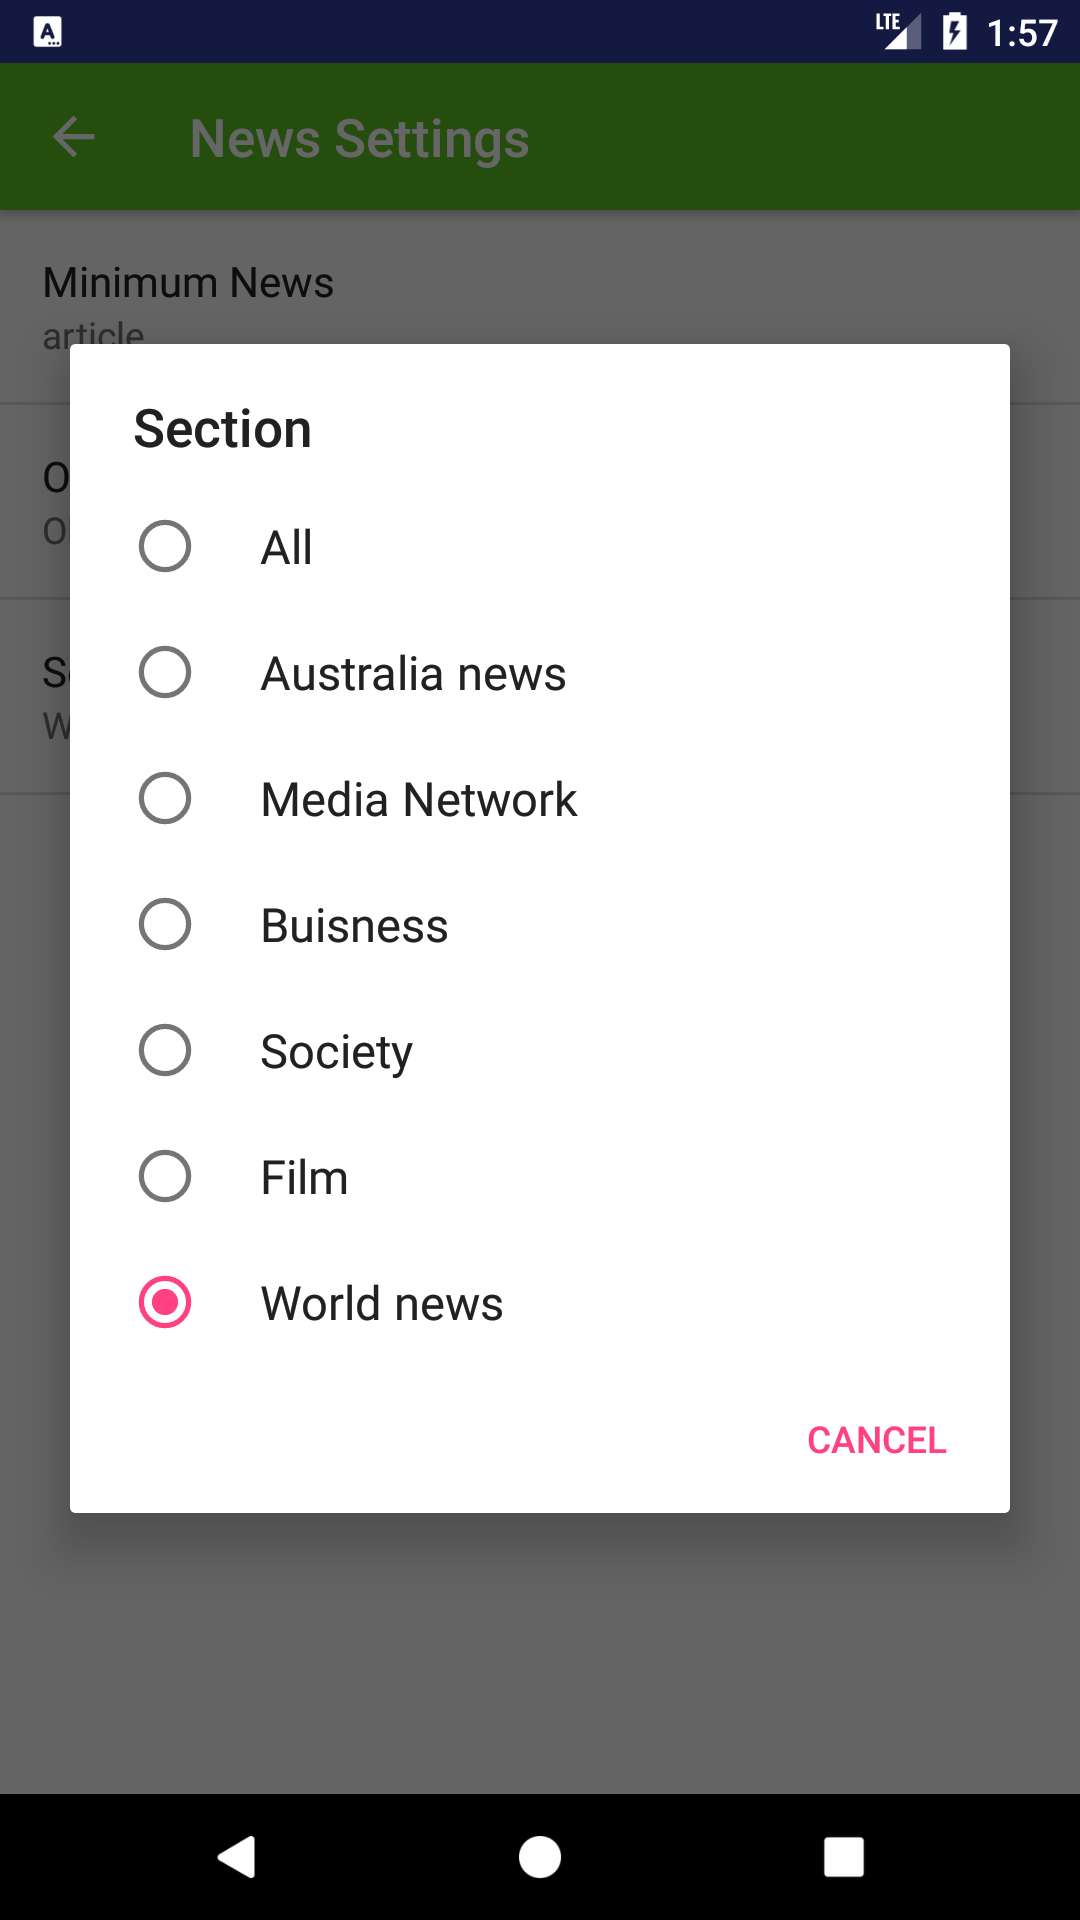 A
LTE
1:57
News Settings
Minimum News
article
Section
All
Australia news
Media Network
Buisness
Society
Film
World news
CANCEL